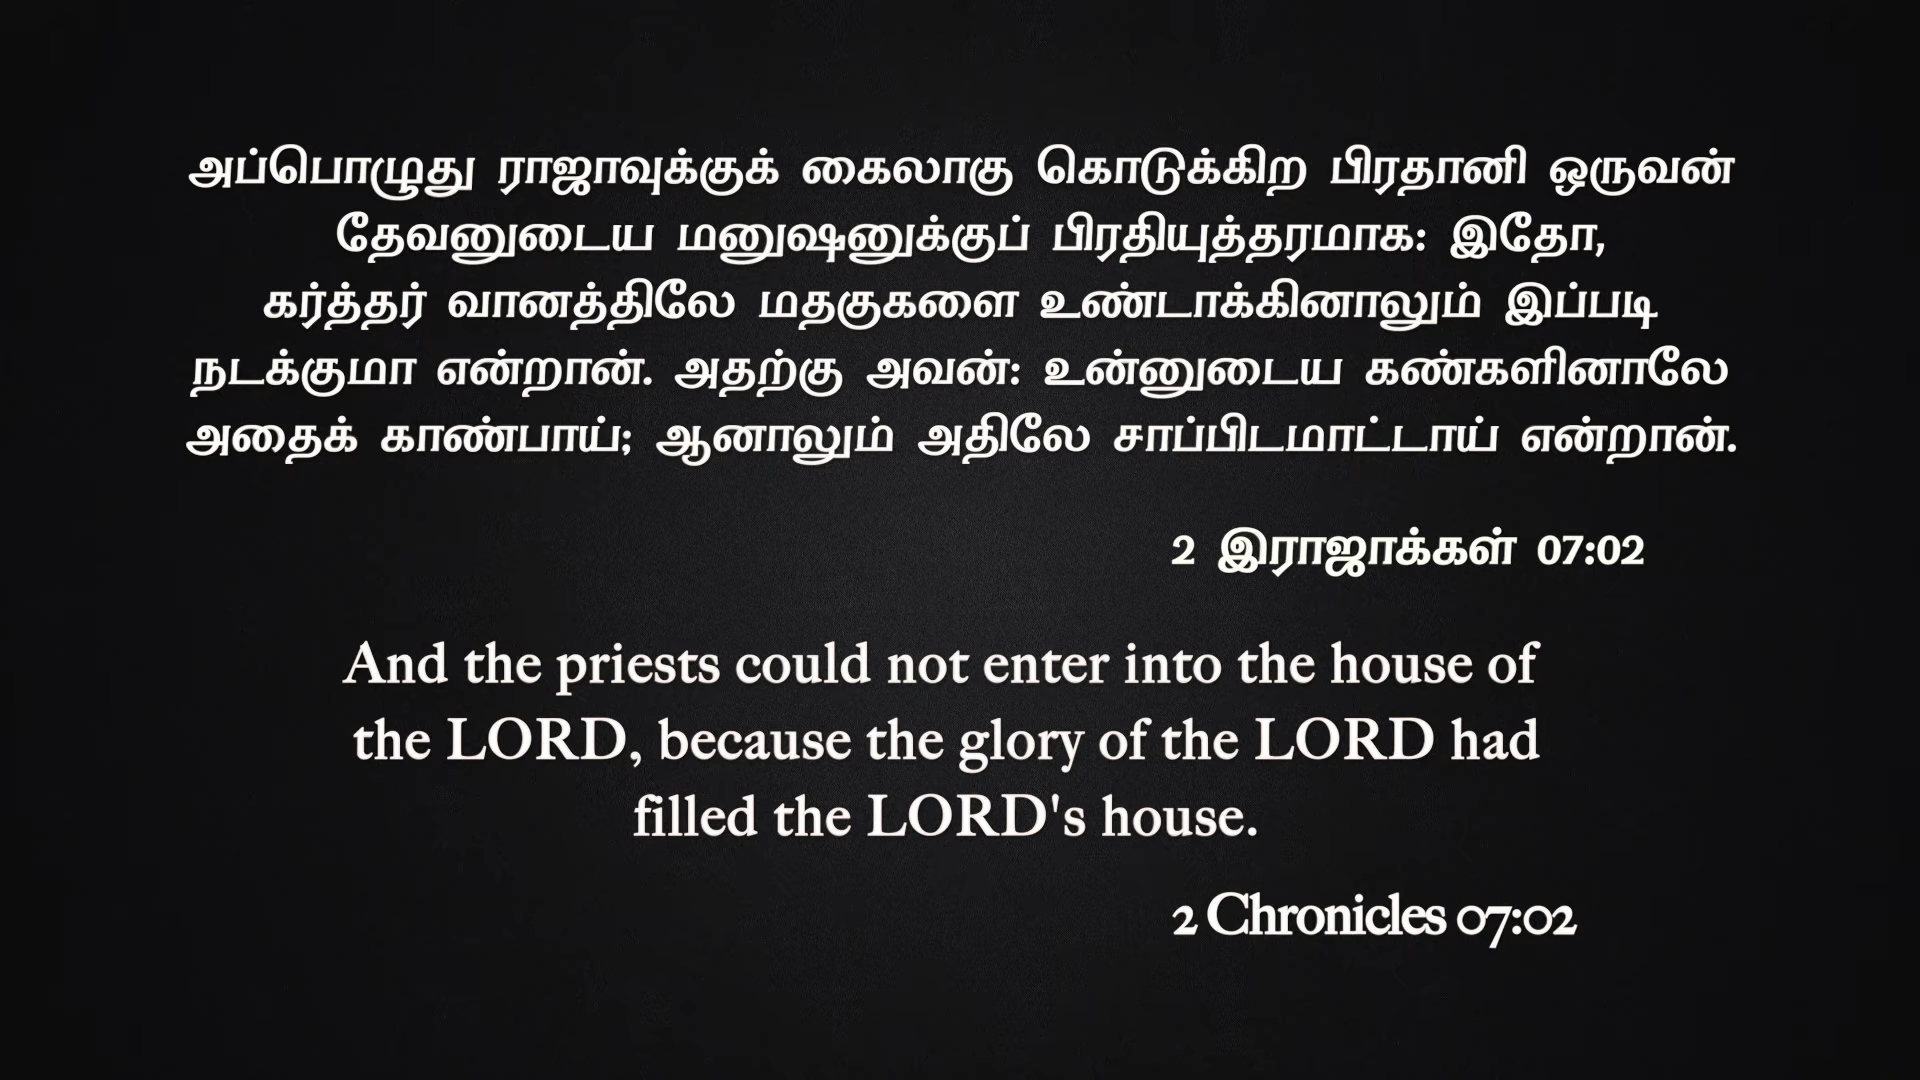 அப்பொழுது ராஜாவுக்குக் கைலாகு கொடுக்கிற பிரதானி ஒருவன்
தேவனுடைய மனுஷனுக்குப் பிரதியுத்தரமாக: இதோ,
கர்த்தர் வானத்திலே மதகுகளை உண்டாக்கினாலும் இப்படி
நடக்குமா என்றான். அதற்கு அவன்: உன்னுடைய கண்களினாலே
அதைக் காண்பாய்; ஆனாலும் அதிலே சாப்பிடமாட்டாய் என்றான்.
2 இராஜாக்கள் 07:02
And the priests could not enter into the house of
the LORD, because the glory of the LORD had
filled the LORD's house.
2 Chronicles 07:02